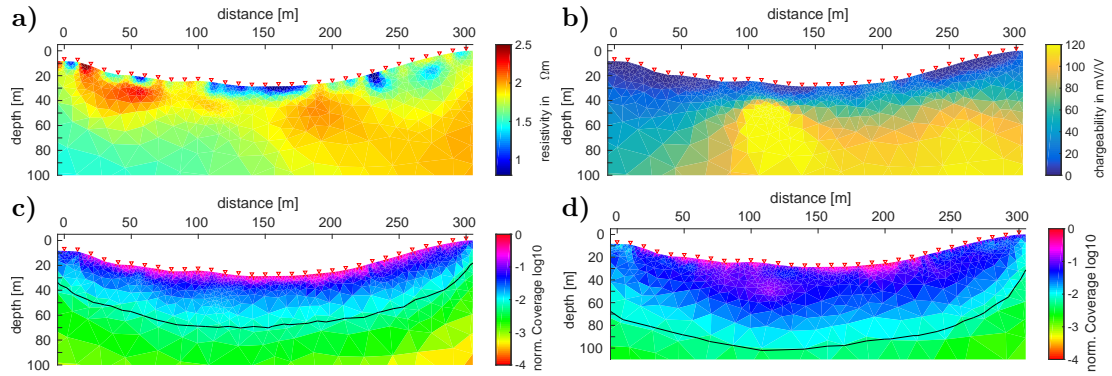 a)
distance [m]
0 50 100 150 200 250 300
depth [m]
0
20
40
60
80
100
2.5
2
1.5
1
resistivity in Ωm
b)
distance [m]
0 50 100 150 200 250 300
depth [m]
0
20
40
60
80
100
120
100
80
60
40
20
0
chargeability in mV/V
c)
distance [m]
0 50 100 150 200 250 300
depth [m]
0
20
40
60
80
100
0
-1
-2
-3
-4
norm. Coverage log10
d)
distance [m]
0 50 100 150 200 250 300
depth [m]
0
20
40
60
80
100
0
-1
-2
-3
-4
norm. Coverage log10